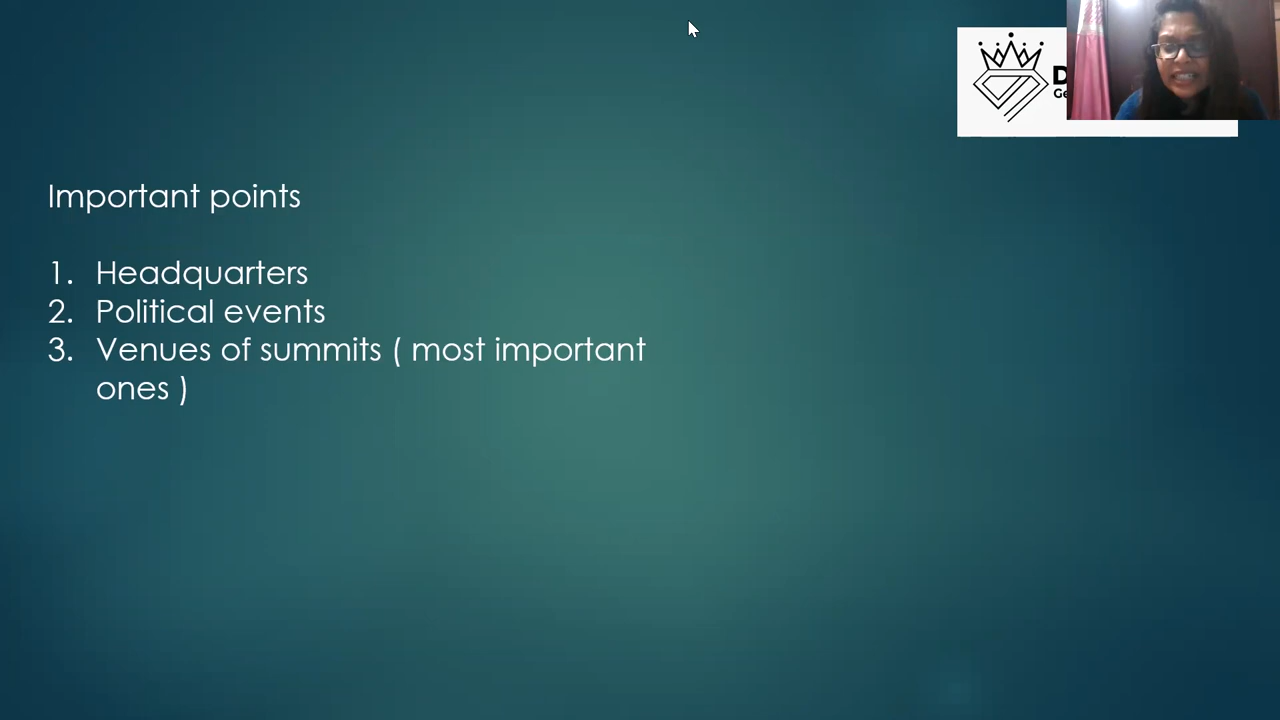 Important points
1. Headquarters
2. Political events
3. Venues of summits ( most important
ones )